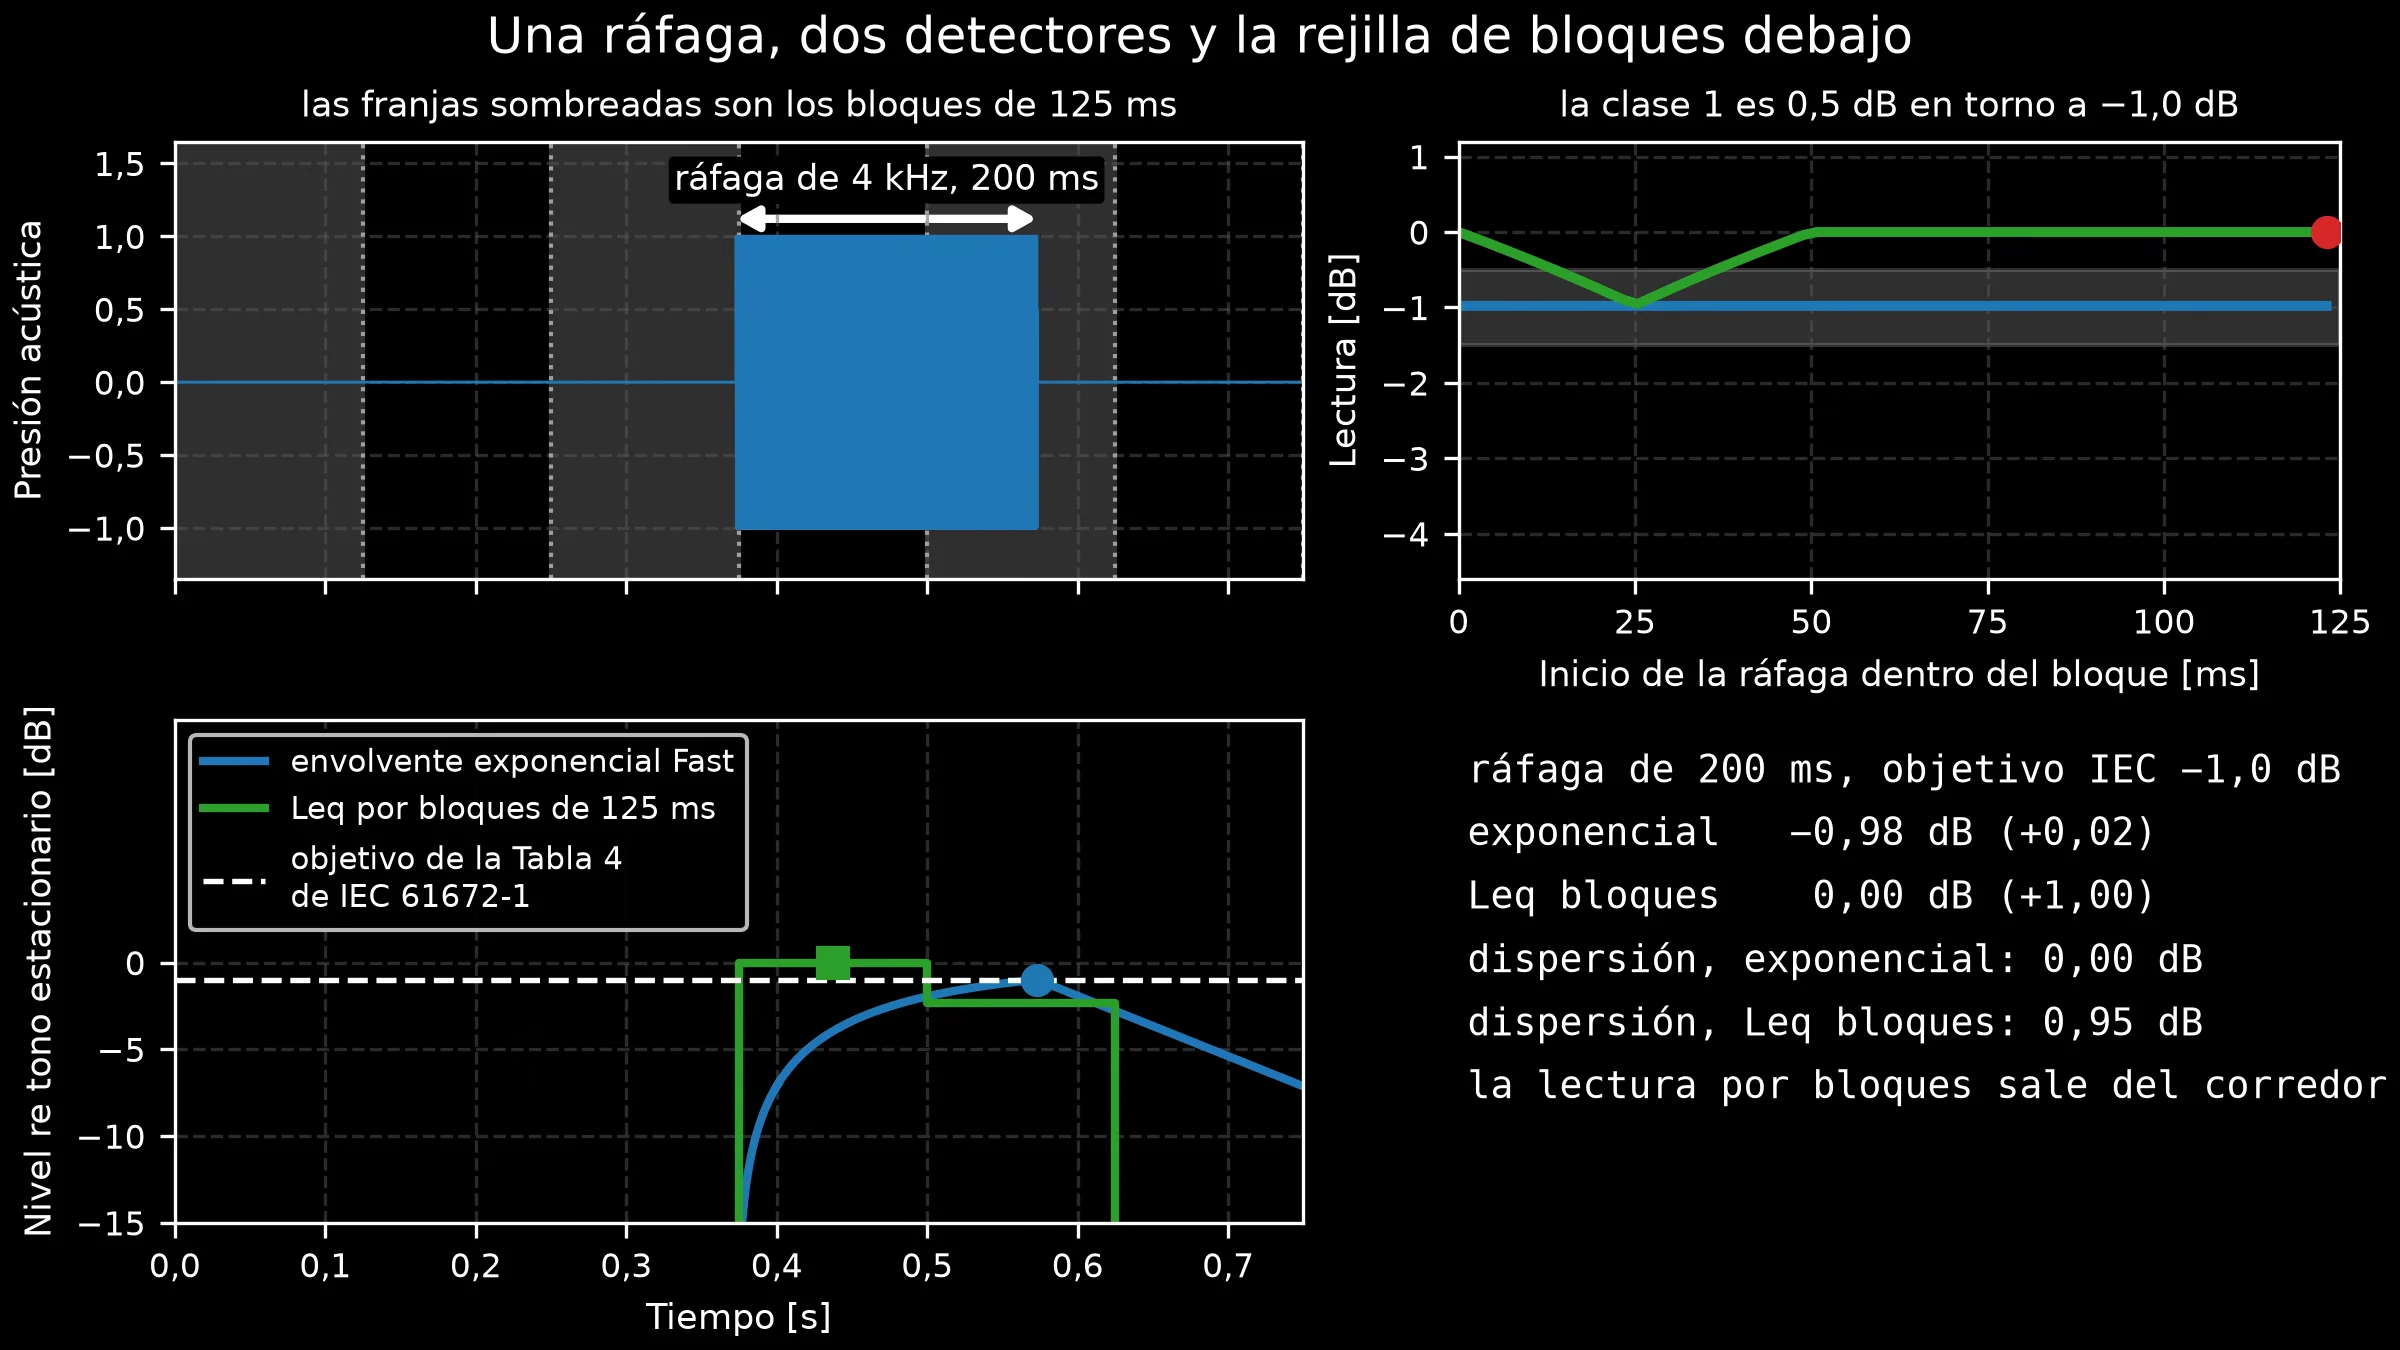 Una ráfaga, dos detectores y la rejilla de bloques debajo
las franjas sombreadas son los bloques de 125 ms
ráfaga de 4 kHz, 200 ms
Presión acústica
1,5
1,0
0,5
0,0
−0,5
−1,0
la clase 1 es 0,5 dB en torno a −1,0 dB
Lectura [dB]
1
0
−1
−2
−3
−4
0 25 50 75 100 125
Inicio de la ráfaga dentro del bloque [ms]
Nivel re tono estacionario [dB]
envolvente exponencial Fast
Leq por bloques de 125 ms
objetivo de la Tabla 4
de IEC 61672-1
0
−5
−10
−15
0,0 0,1 0,2 0,3 0,4 0,5 0,6 0,7
Tiempo [s]
ráfaga de 200 ms, objetivo IEC −1,0 dB
exponencial −0,98 dB (+0,02)
Leq bloques 0,00 dB (+1,00)
dispersión, exponencial: 0,00 dB
dispersión, Leq bloques: 0,95 dB
la lectura por bloques sale del corredor